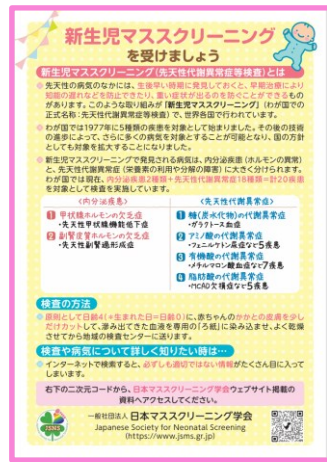 新生児マススクリーニング
を受けましょう
新生児マススクリーニング(先天性代謝異常症等検査)とは
先天性の病気のなかには、生後早い時期に発見しておくと、早期治療により
知能の遅れなどを防止できたり、重い症状が出るのを防ぐことができるもの
があります。このような取り組みが「新生児マススクリーニング」(わが国での
正式名称:先天性代謝異常症等検査)で、世界各国で行われています。
わが国では1977年に5種類の疾患を対象として始まりました。その後の技術
の進歩によって、さらに多くの病気を対象とすることが可能となり、国の方針
としても対象を拡大することになりました。
新生児マススクリーニングで発見される病気は、内分泌疾患(ホルモンの異常)
と、先天性代謝異常症(栄養素の利用や分解の障害)に大きく分けられます。
わが国では現在、内分泌疾患2種類+先天性代謝異常症18種類=計20疾患
を対象として検査を実施しています。
〈内分泌疾患〉
1 甲状腺ホルモンの欠乏症
・先天性甲状腺機能低下症
2 副腎皮質ホルモンの欠乏症
・先天性副腎過形成症
〈先天性代謝異常症〉
1 糖(炭水化物)の代謝異常症
・ガラクトース血症
2 アミノ酸の代謝異常症
・フェニルケトン尿症など5疾患
3 有機酸の代謝異常症
・メチルマロン酸血症など7疾患
4 脂肪酸の代謝異常症
・MCAD欠損症など5疾患
検査の方法
原則として日齢4(*生まれた日=日齢0)に、赤ちゃんのかかとの皮膚を少し
だけカットして、滲み出てきた血液を専用の「ろ紙」に染み込ませ、よく乾燥
させてから地域の検査センターに送ります。
検査や病気について詳しく知りたい時は…
インターネットで検索すると、必ずしも適切ではない情報がたくさん目に入って
しまいます。
右下の二次元コードから、日本マススクリーニング学会ウェブサイト掲載の
資料へアクセスしてください。
JSMS
一般社団法人 日本マススクリーニング学会
Japanese Society for Neonatal Screening
(https://www.jsms.gr.jp)